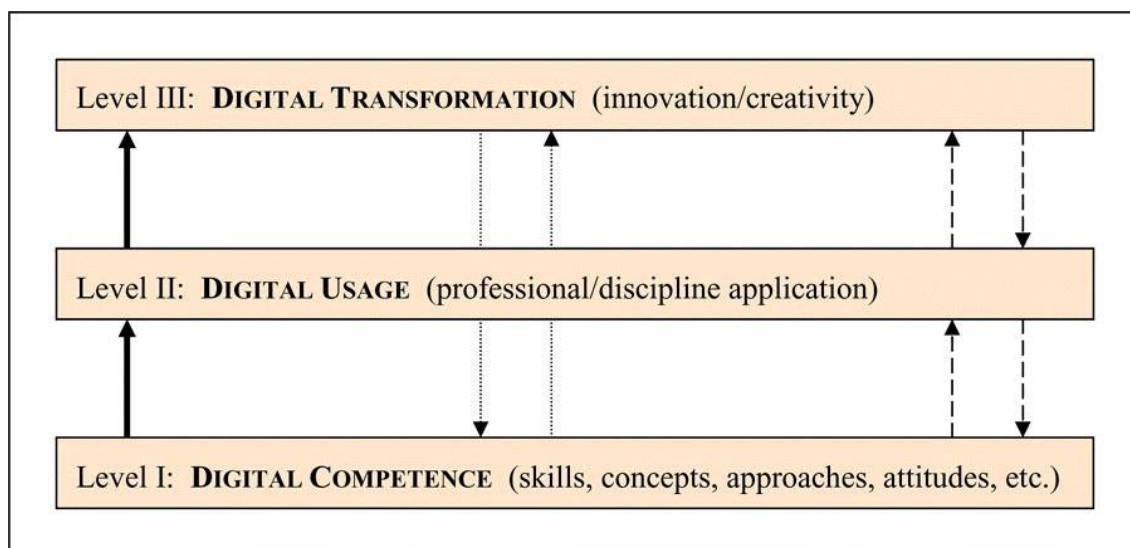 Level III: DIGITAL TRANSFORMATION (innovation/creativity)
Level II: DIGITAL USAGE (professional/discipline application)
Level I: DIGITAL COMPETENCE (skills, concepts, approaches, attitudes, etc.)